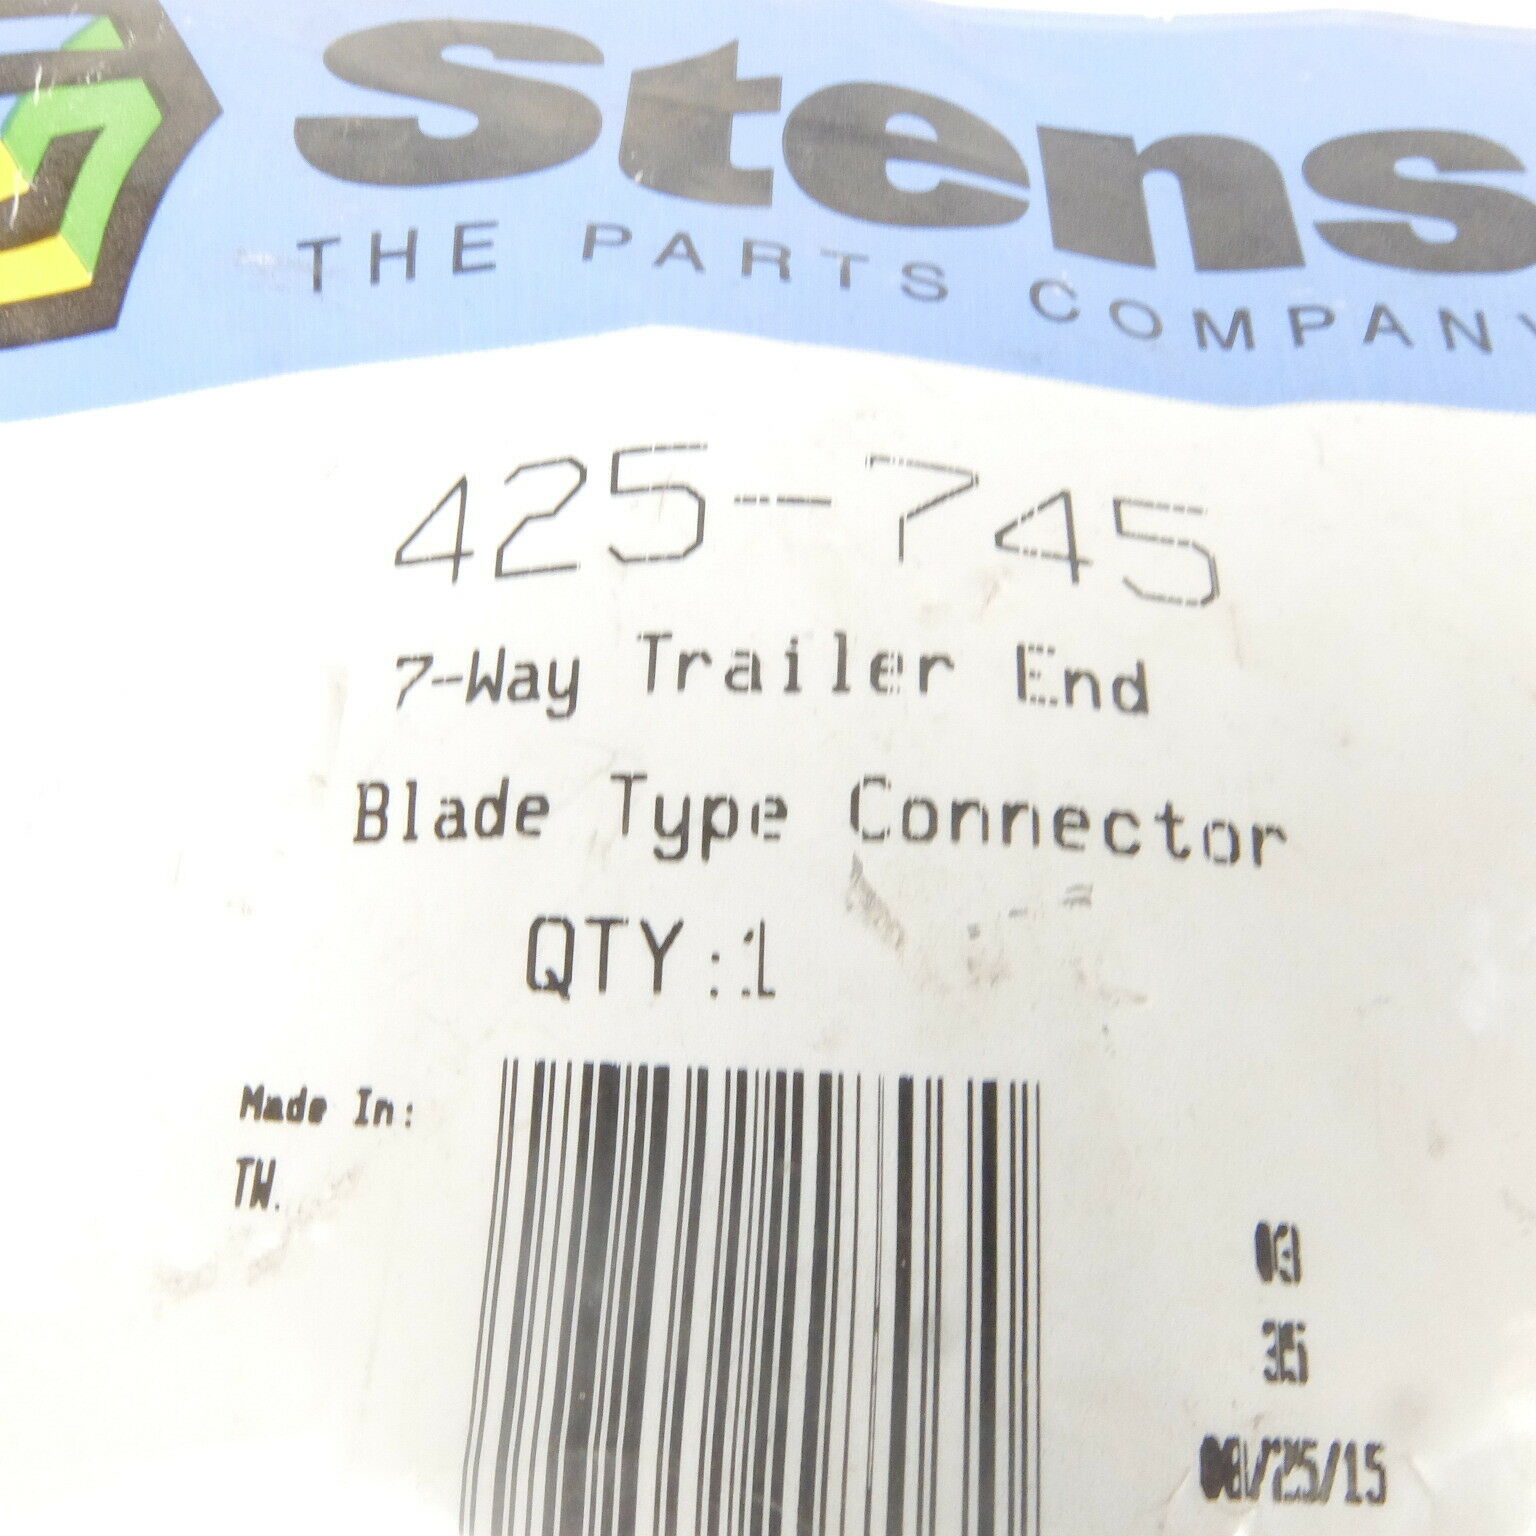 Stens
THE PARTS COMPANY
425-745
7-Way Trailer End
Blade Type Connector
QTY:1
Made In:
TW.
03
35
08/25/15